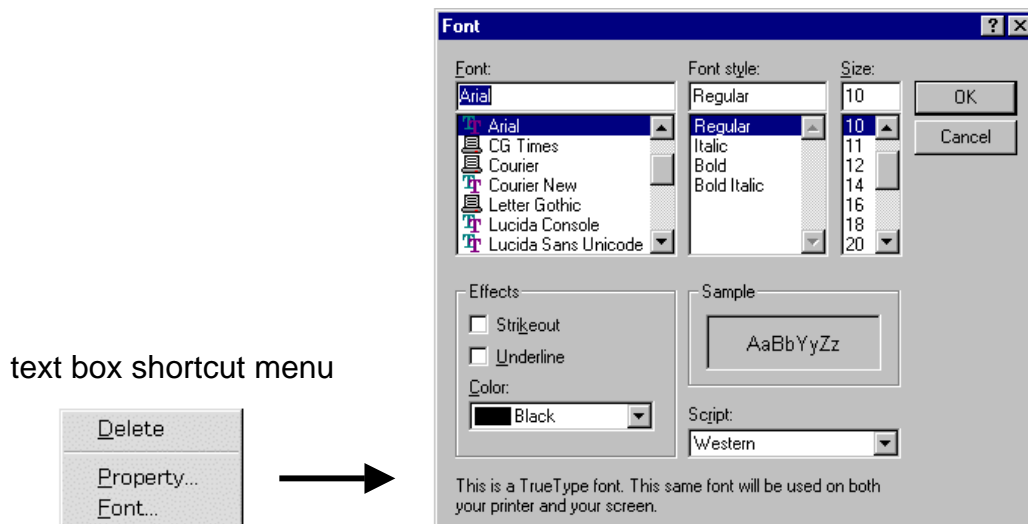 Font
Font:
Font style:
Size:
Arial
Regular
10
OK
Cancel
Arial
CG Times
Courier
Courier New
Letter Gothic
Lucida Console
Lucida Sans Unicode
Regular
Italic
Bold
Bold Italic
10
11
12
14
16
18
20
Effects
Strikeout
Underline
Color:
Black
Sample
AaBbYyZz
Script:
Western
This is a TrueType font. This same font will be used on both
your printer and your screen.
text box shortcut menu
Delete
Property...
Font...